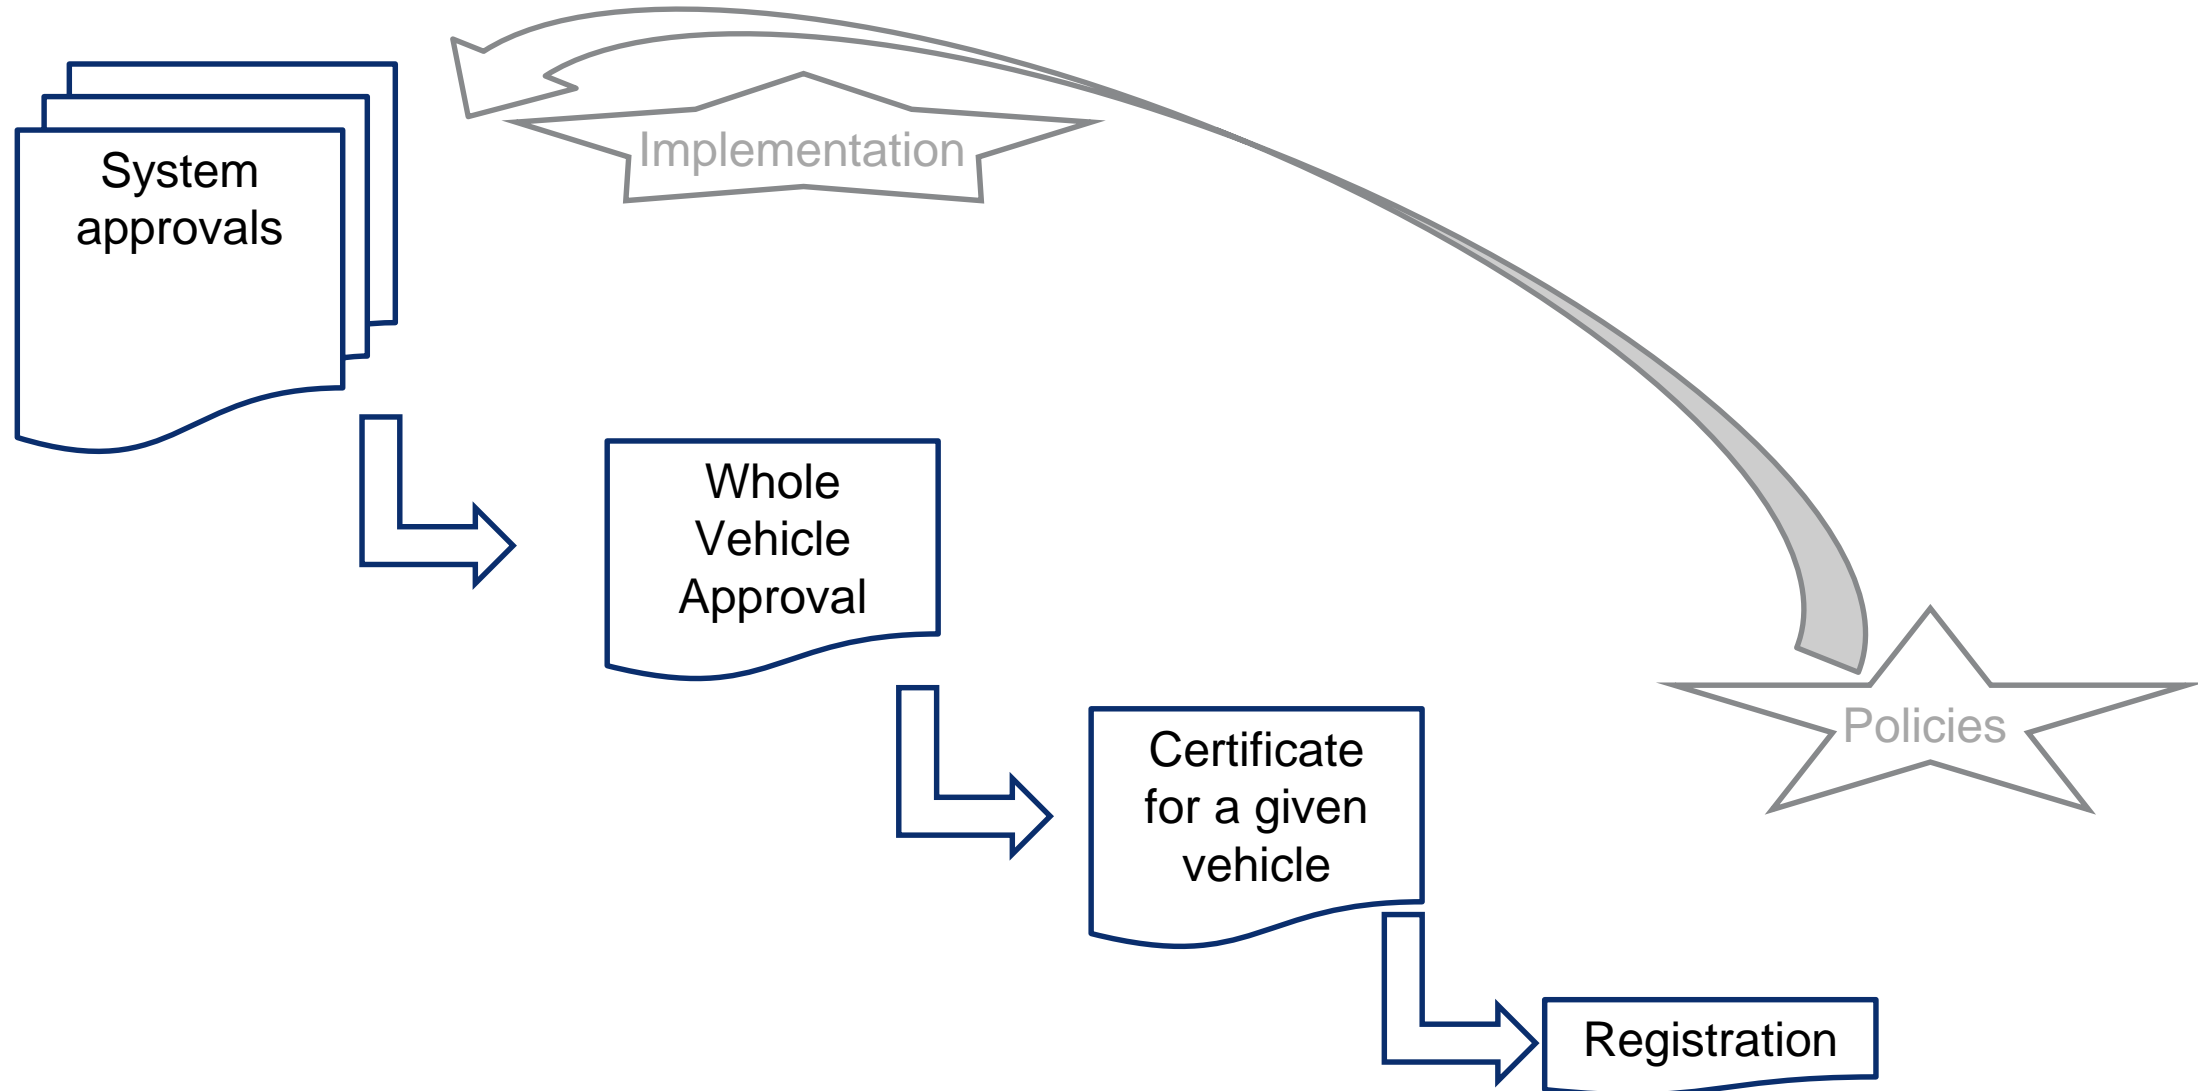 Implementation
System
approvals
Whole
Vehicle
Approval
Policies
Certificate
for a given
vehicle
Registration